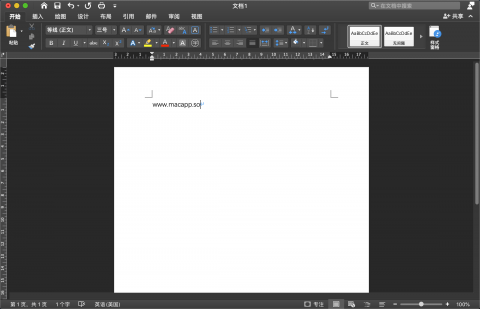 文档1
在文档中搜索
开始 插入 绘图 设计 布局 引用 邮件 审阅 视图
共享
粘贴
等线 (正文) 三号
AaBbCcDdEe AaBbCcDdEe
正文 无间隔
样式
窗格
www.macapp.so
第 1 页, 共 1 页 1 个字 英语(美国) 专注 100%